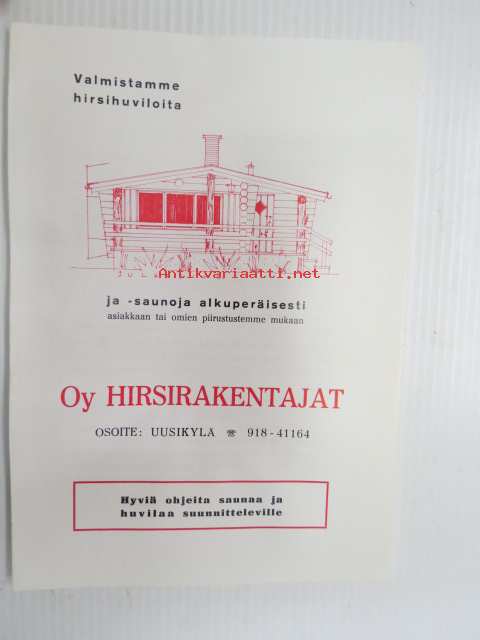 Valmistamme
hirsihuviloita
JUL
Antikvariaatti.net
ja -saunoja alkuperäisesti
asiakkaan tai omien piirustustemme mukaan
Oy HIRSIRAKENTAJAT
OSOITE: UUSIKYLÄ ☏ 918-41164
Hyviä ohjeita saunaa ja
huvilaa suunnitteleville